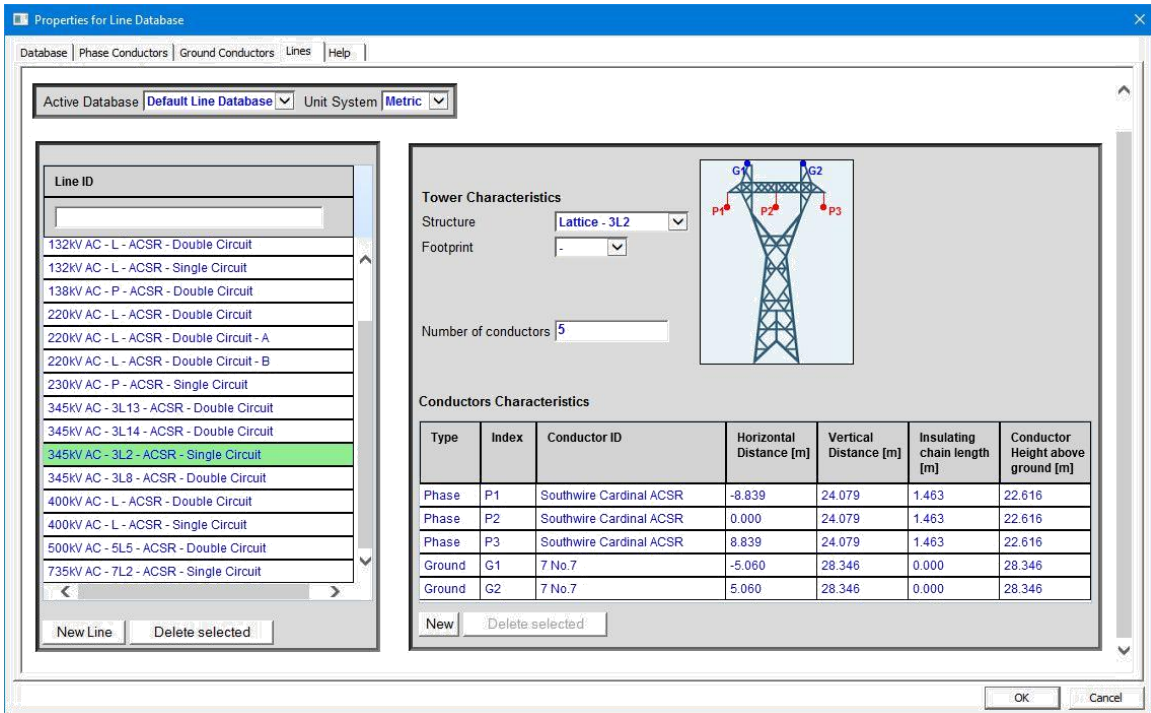 Properties for Line Database
Database | Phase Conductors | Ground Conductors | Lines | Help
Active Database Default Line Database Unit System Metric
Line ID
132kV AC - L - ACSR - Double Circuit
132kV AC - L - ACSR - Single Circuit
138kV AC - P - ACSR - Double Circuit
220kV AC - L - ACSR - Double Circuit
220kV AC - L - ACSR - Double Circuit - A
220kV AC - L - ACSR - Double Circuit - B
230kV AC - P - ACSR - Single Circuit
345kV AC - 3L13 - ACSR - Double Circuit
345kV AC - 3L14 - ACSR - Double Circuit
345kV AC - 3L2 - ACSR - Single Circuit
345kV AC - 3L8 - ACSR - Double Circuit
400kV AC - L - ACSR - Double Circuit
400kV AC - L - ACSR - Single Circuit
500kV AC - 5L5 - ACSR - Double Circuit
735kV AC - 7L2 - ACSR - Single Circuit
New Line Delete selected
Tower Characteristics
Structure Lattice - 3L2
Footprint -
Number of conductors 5
G1 G2
P1 P2 P3
Conductors Characteristics
Type Index Conductor ID Horizontal Distance [m] Vertical Distance [m] Insulating chain length [m] Conductor Height above ground [m]
Phase P1 Southwire Cardinal ACSR -8.839 24.079 1.463 22.616
Phase P2 Southwire Cardinal ACSR 0.000 24.079 1.463 22.616
Phase P3 Southwire Cardinal ACSR 8.839 24.079 1.463 22.616
Ground G1 7 No.7 -5.060 28.346 0.000 28.346
Ground G2 7 No.7 5.060 28.346 0.000 28.346
New Delete selected
OK Cancel